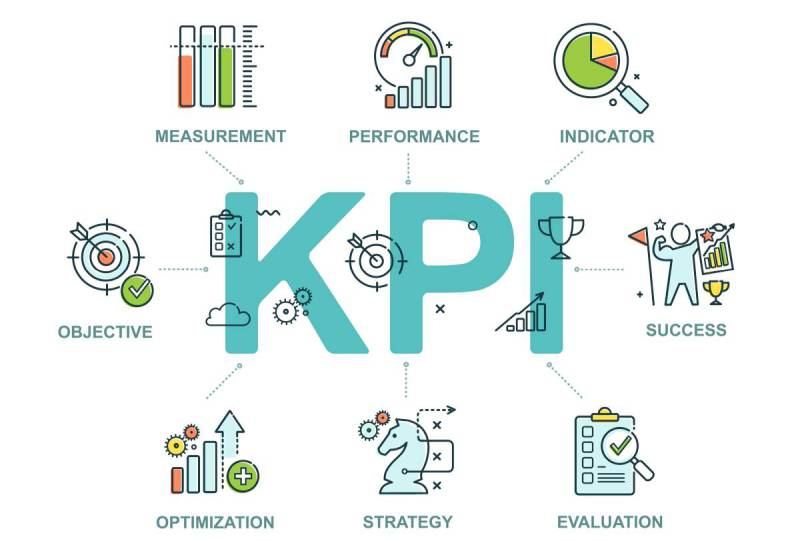 MEASUREMENT
PERFORMANCE
INDICATOR
KPI
OBJECTIVE
SUCCESS
OPTIMIZATION
STRATEGY
EVALUATION